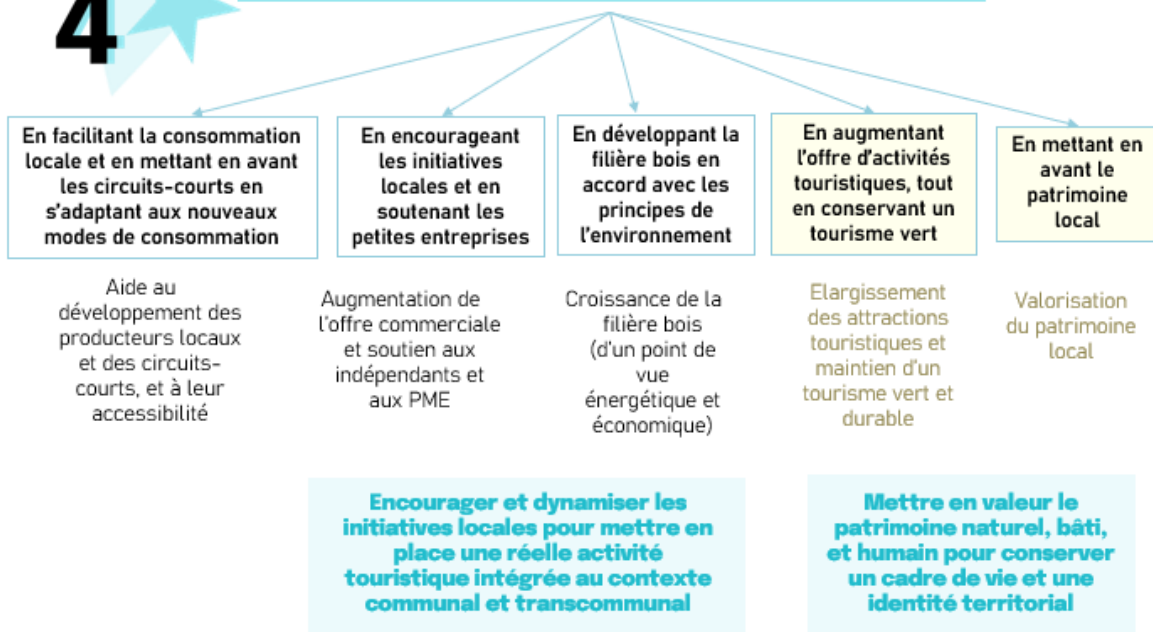 4
En facilitant la consommation
locale et en mettant en avant
les circuits-courts en
s'adaptant aux nouveaux
modes de consommation
En encourageant
les initiatives
locales et en
soutenant les
petites entreprises
En développant la
filière bois en
accord avec les
principes de
l'environnement
En augmentant
l'offre d'activités
touristiques, tout
en conservant un
tourisme vert
En mettant en
avant le
patrimoine
local
Aide au
développement des
producteurs locaux
et des circuits-
courts, et à leur
accessibilité
Augmentation de
l'offre commerciale
et soutien aux
indépendants et
aux PME
Croissance de la
filière bois
(d'un point de
vue
énergétique et
économique)
Elargissement
des attractions
touristiques et
maintien d'un
tourisme vert et
durable
Valorisation
du patrimoine
local
Encourager et dynamiser les
initiatives locales pour mettre en
place une réelle activité
touristique intégrée au contexte
communal et transcommunal
Mettre en valeur le
patrimoine naturel, bâti,
et humain pour conserver
un cadre de vie et une
identité territorial